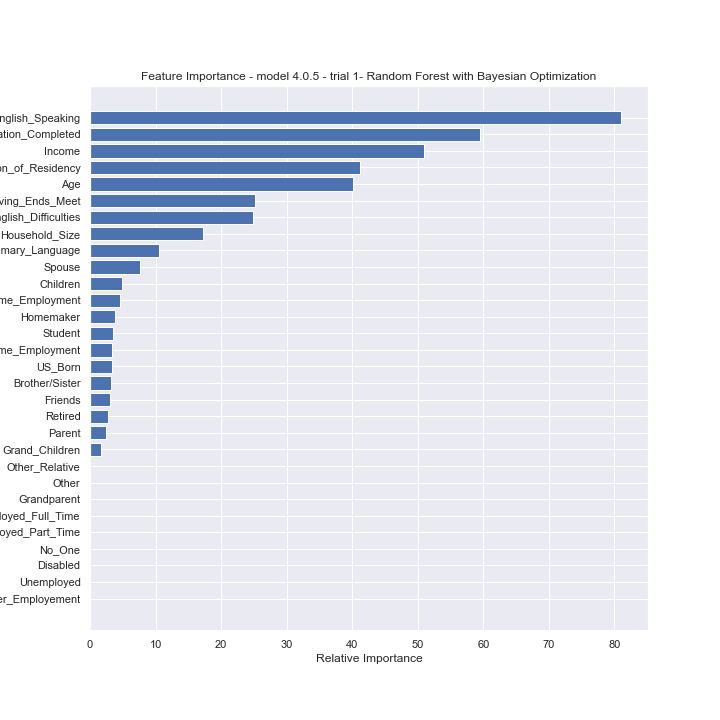 Feature Importance - model 4.0.5 - trial 1- Random Forest with Bayesian Optimization
nglish_Speaking
ation_Completed
Income
on_of_Residency
Age
ving_Ends_Meet
glish_Difficulties
Household_Size
mary_Language
Spouse
Children
me_Employment
Homemaker
Student
me_Employment
US_Born
Brother/Sister
Friends
Retired
Parent
Grand_Children
Other_Relative
Other
Grandparent
loyed_Full_Time
oyed_Part_Time
No_One
Disabled
Unemployed
er_Employement
0 10 20 30 40 50 60 70 80
Relative Importance